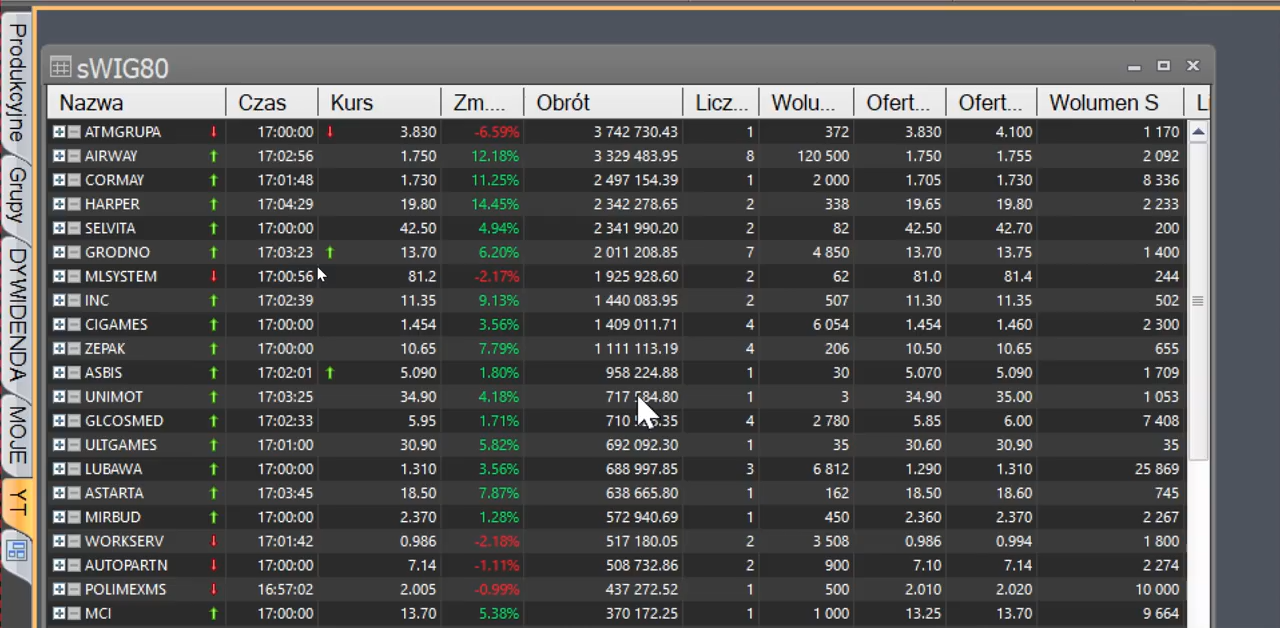 Produkcyjne
Grupy
DYWIDENDA
MOJE
YT
sWIG80
Nazwa Czas Kurs Zm.... Obrót Licz... Wolu... Ofert... Ofert... Wolumen S
ATMGRUPA 17:00:00 3.830 -6.59% 3 742 730.43 1 372 3.830 4.100 1 170
AIRWAY 17:02:56 1.750 12.18% 3 329 483.95 8 120 500 1.750 1.755 2 092
CORMAY 17:01:48 1.730 11.25% 2 497 154.39 1 2 000 1.705 1.730 8 336
HARPER 17:04:29 19.80 14.45% 2 342 278.65 2 338 19.65 19.80 2 233
SELVITA 17:00:00 42.50 4.94% 2 341 990.20 2 82 42.50 42.70 200
GRODNO 17:03:23 13.70 6.20% 2 011 208.85 7 4 850 13.70 13.75 1 400
MLSYSTEM 17:00:56 81.2 -2.17% 1 925 928.60 2 62 81.0 81.4 244
INC 17:02:39 11.35 9.13% 1 440 083.95 2 507 11.30 11.35 502
CIGAMES 17:00:00 1.454 3.56% 1 409 011.71 4 6 054 1.454 1.460 2 300
ZEPAK 17:00:00 10.65 7.79% 1 111 113.19 4 206 10.50 10.65 655
ASBIS 17:02:01 5.090 1.80% 958 224.88 1 30 5.070 5.090 1 709
UNIMOT 17:03:25 34.90 4.18% 717 84.80 1 3 34.90 35.00 1 053
GLCOSMED 17:02:33 5.95 1.71% 710 .35 4 2 780 5.85 6.00 7 408
ULTGAMES 17:01:00 30.90 5.82% 692 092.30 1 35 30.60 30.90 35
LUBAWA 17:00:00 1.310 3.56% 688 997.85 3 6 812 1.290 1.310 25 869
ASTARTA 17:03:45 18.50 7.87% 638 665.80 1 162 18.50 18.60 745
MIRBUD 17:00:00 2.370 1.28% 572 940.69 1 450 2.360 2.370 2 267
WORKSERV 17:01:42 0.986 -2.18% 517 180.05 2 3 508 0.986 0.994 1 800
AUTOPARTN 17:00:00 7.14 -1.11% 508 732.86 2 900 7.10 7.14 2 274
POLIMEXMS 16:57:02 2.005 -0.99% 437 272.52 1 500 2.010 2.020 10 000
MCI 17:00:00 13.70 5.38% 370 172.25 1 1 000 13.25 13.70 9 664